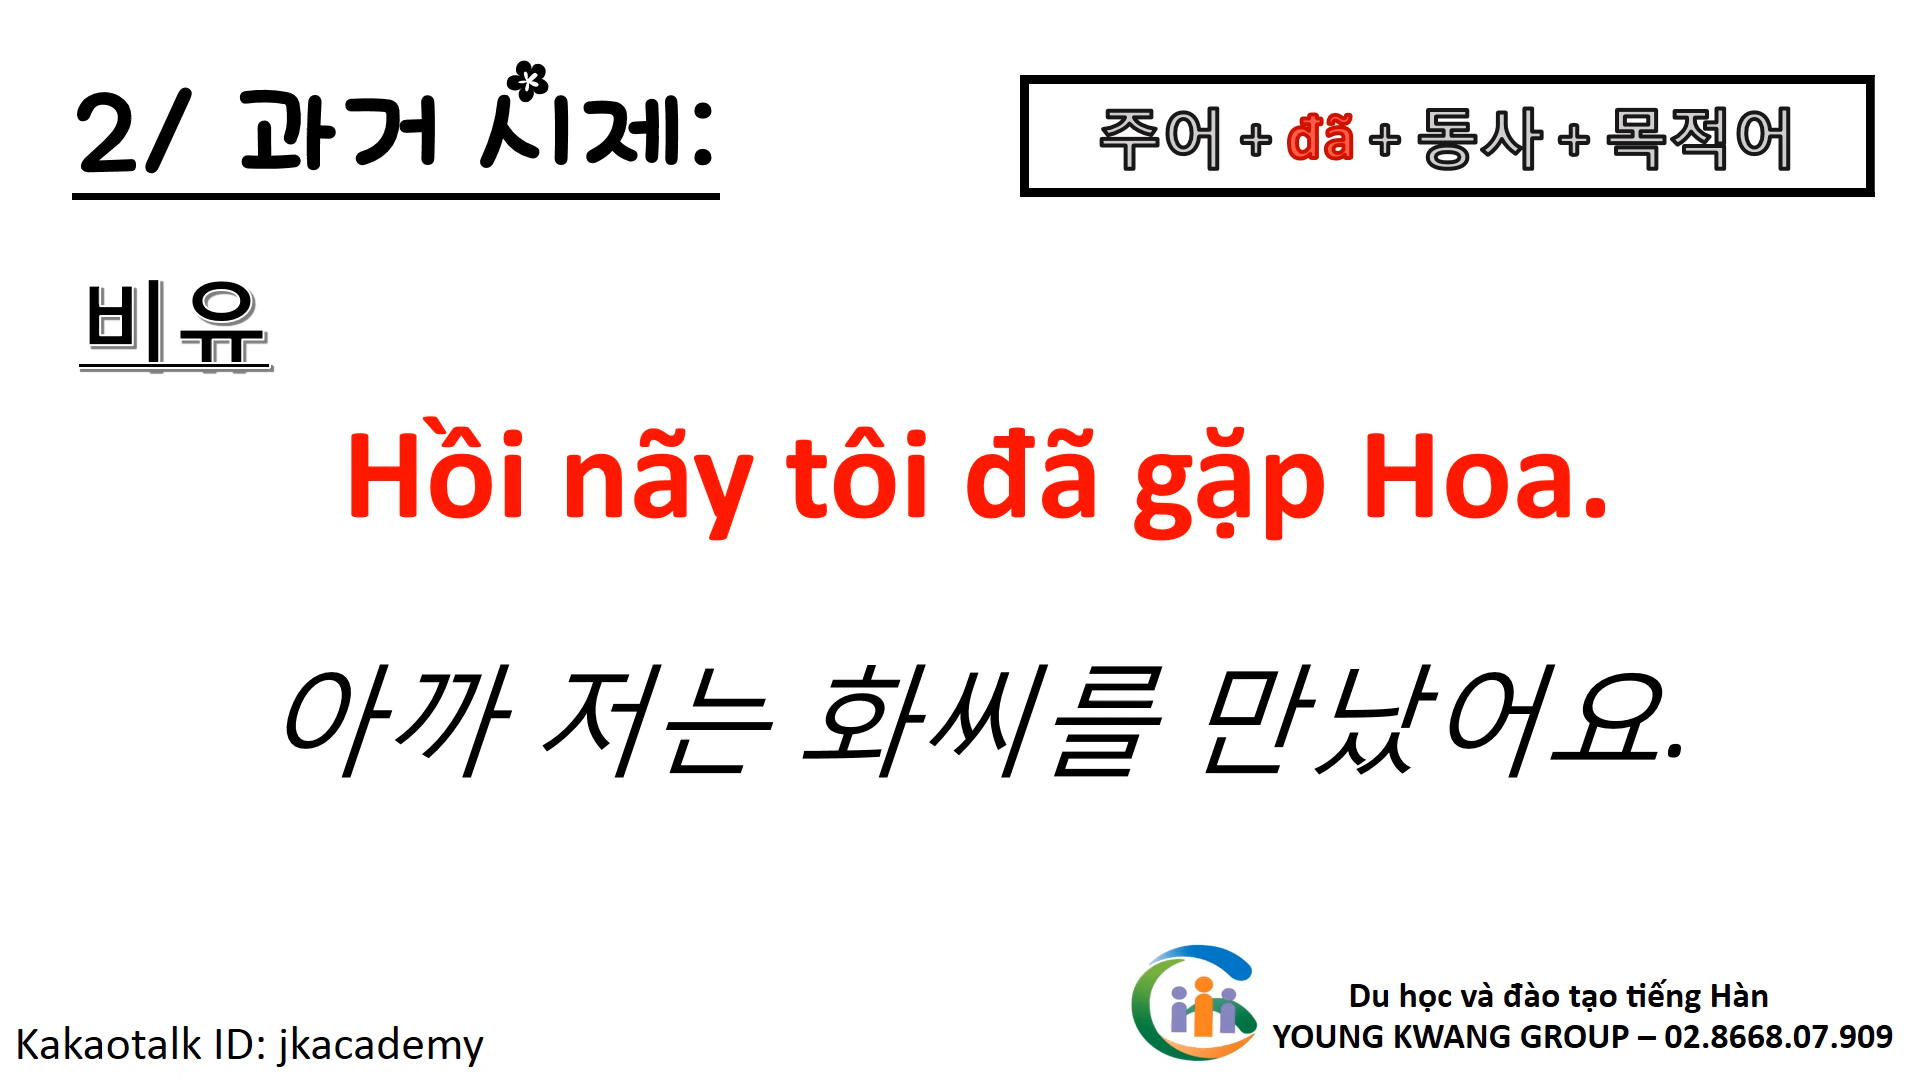 2/ 과거 시제:
주어 + đã + 동사 + 목적어
비유
Hồi nãy tôi đã gặp Hoa.
아까 저는 화씨를 만났어요.
Du học và đào tạo tiếng Hàn
YOUNG KWANG GROUP – 02.8668.07.909
Kakaotalk ID: jkacademy